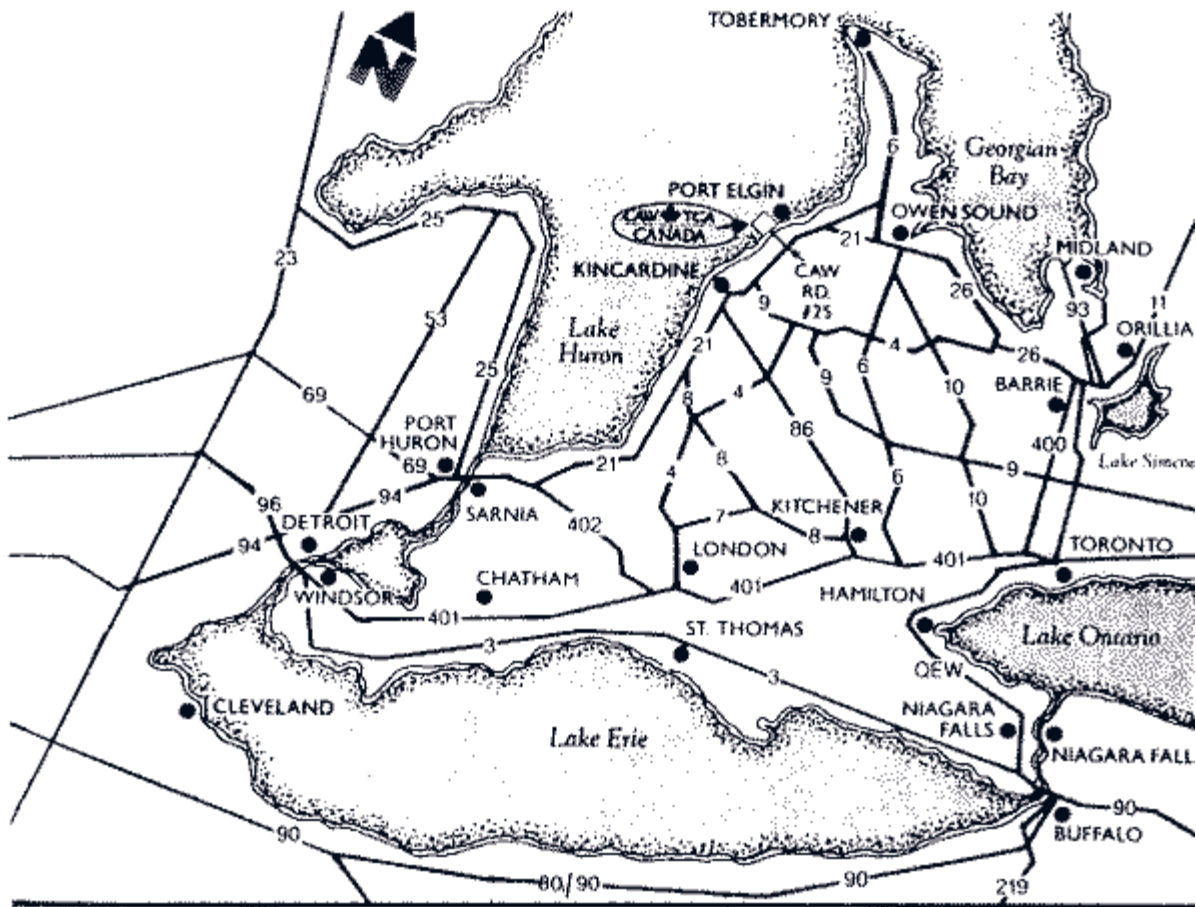 TOBERMORY
6
Georgian
Bay
PORT ELGIN
CAW TCA
CANADA
OWEN SOUND
25
21
MIDLAND
23
KINCARDINE
CAW
RD.
#25
9
26
93
11
ORILLIA
53
Lake
Huron
21
4
26
25
8
4
9
6
10
BARRIE
69
PORT
HURON
86
400
69
21
4
8
6
9
Lake Simcoe
96
94
SARNIA
402
7
KITCHENER
10
DETROIT
8
94
LONDON
401
TORONTO
WINDSOR
CHATHAM
401
HAMILTON
401
3
ST. THOMAS
Lake Ontario
3
QEW
CLEVELAND
Lake Erie
NIAGARA
FALLS
NIAGARA FALL
90
90
BUFFALO
80/90
90
219